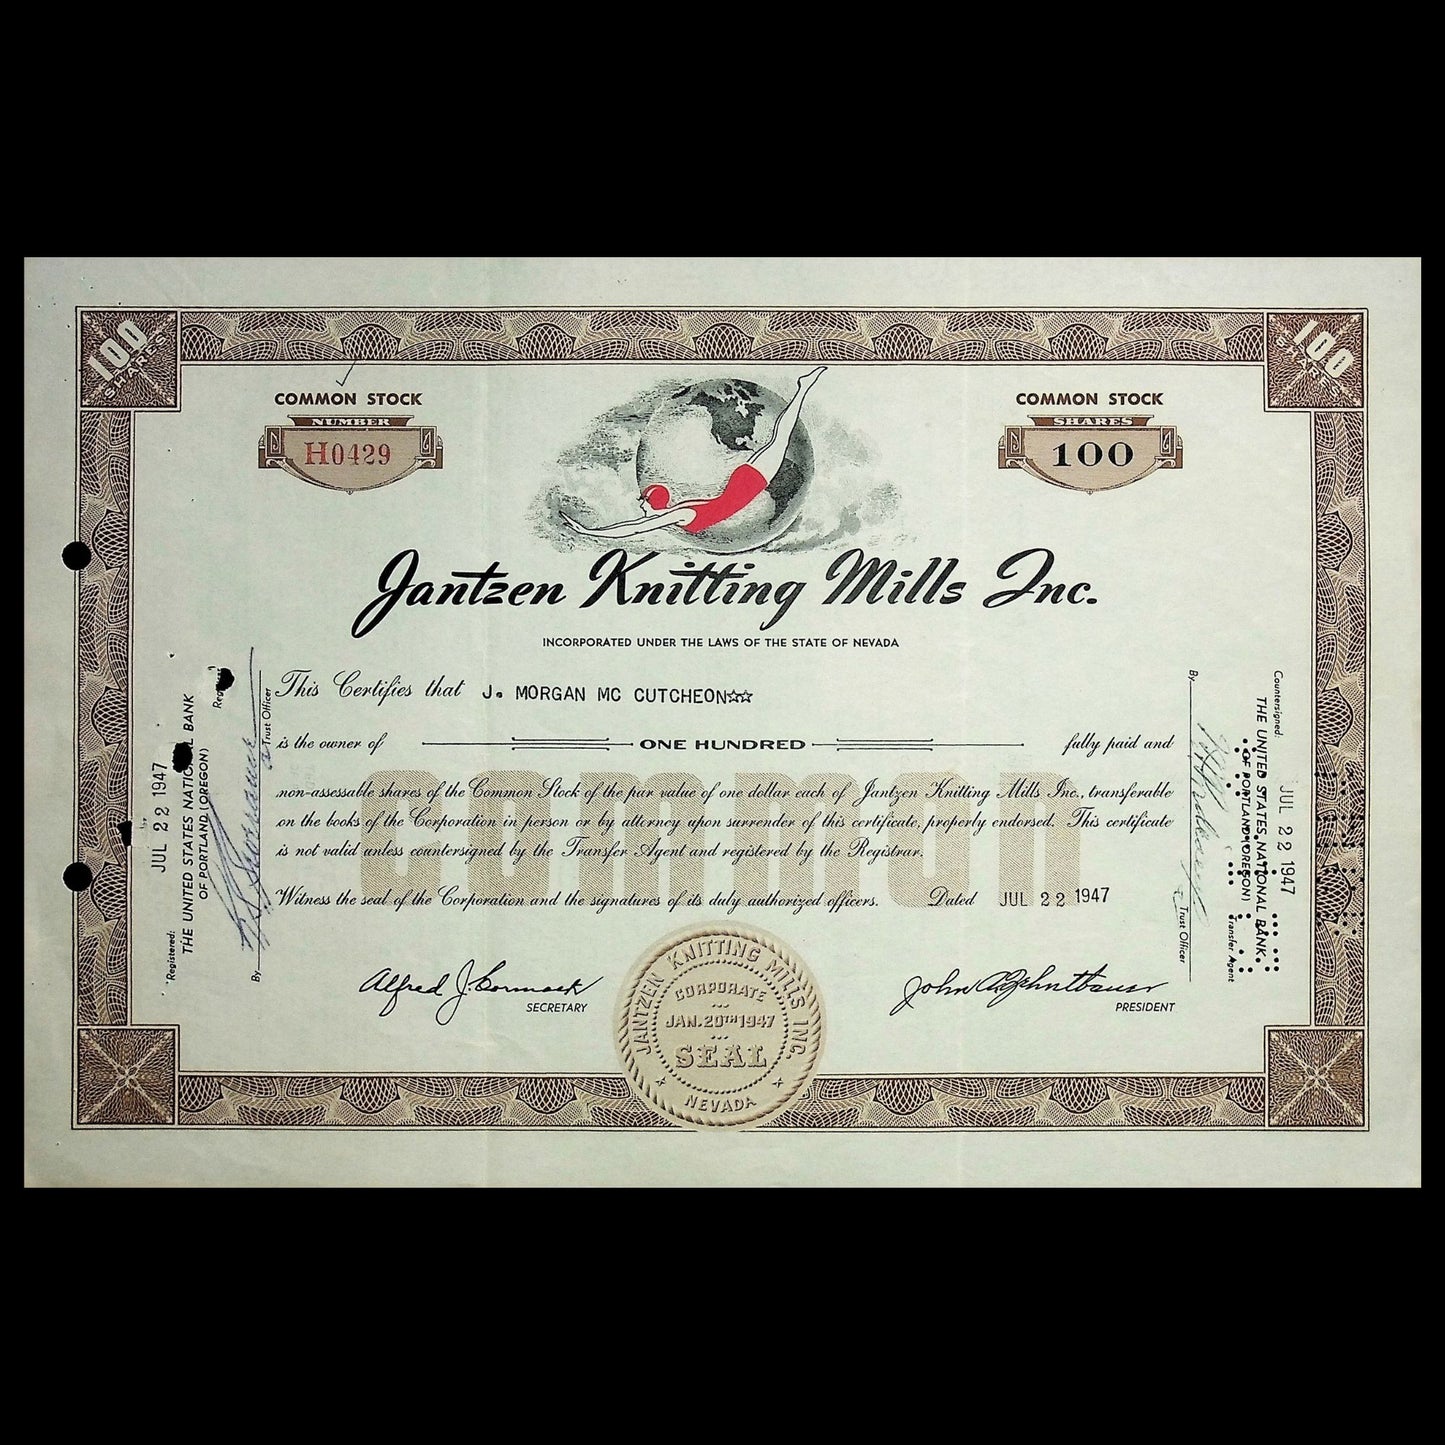 100 SHARES
100 SHARES
COMMON STOCK
NUMBER
H0429
COMMON STOCK
SHARES
100
Jantzen Knitting Mills Inc.
INCORPORATED UNDER THE LAWS OF THE STATE OF NEVADA
This Certifies that J. MORGAN MC CUTCHEON☆☆
is the owner of ONE HUNDRED fully paid and
common
non-assessable shares of the Common Stock of the par value of one dollar each of Jantzen Knitting Mills Inc., transferable
on the books of the Corporation in person or by attorney upon surrender of this certificate, properly endorsed. This certificate
is not valid unless countersigned by the Transfer Agent and registered by the Registrar.
Witness the seal of the Corporation and the signatures of its duly authorized officers. Dated JUL 22 1947
Alfred J. Cormack
SECRETARY
John A. Zehntbauer
PRESIDENT
JANTZEN KNITTING MILLS INC.
CORPORATE
JAN. 20TH 1947
SEAL
NEVADA
JUL 22 1947
Registered:
THE UNITED STATES NATIONAL BANK
OF PORTLAND (OREGON)
By
Trust Officer
Countersigned:
JUL 22 1947
THE UNITED STATES NATIONAL BANK
OF PORTLAND (OREGON)
Transfer Agent
By
Trust Officer